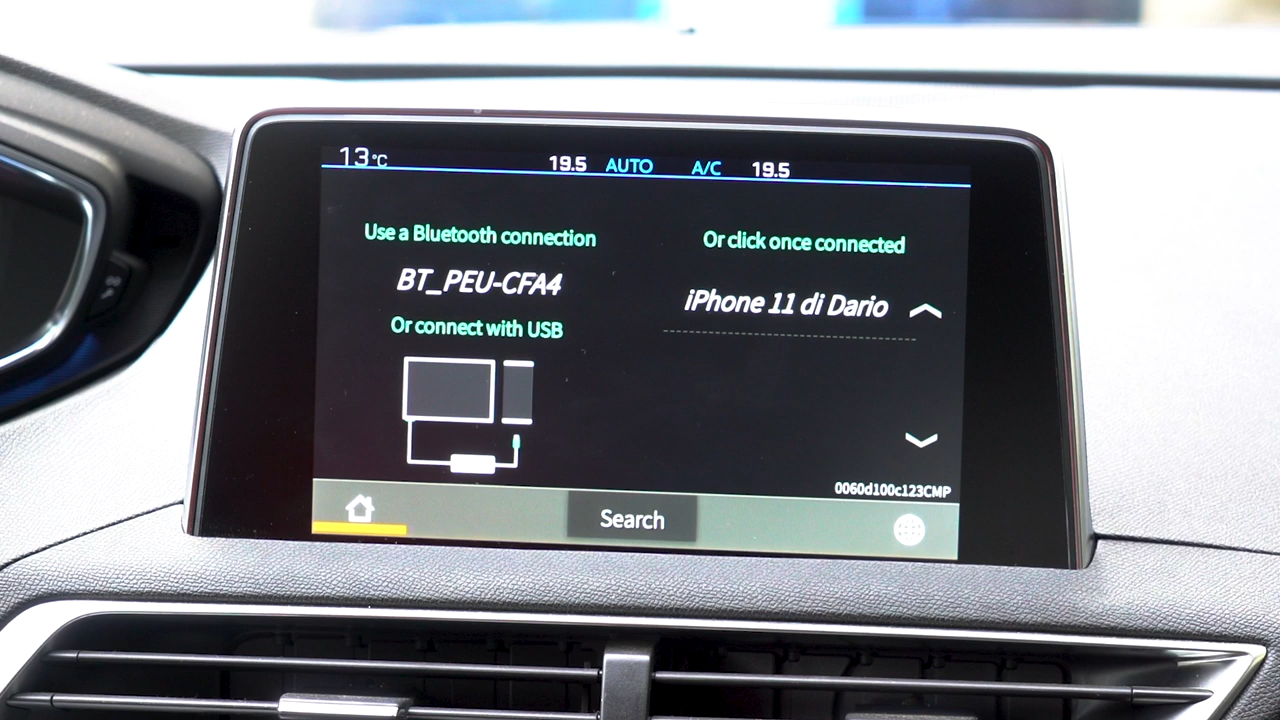 13°C 19.5 AUTO A/C 19.5
Use a Bluetooth connection
BT_PEU-CFA4
Or connect with USB
Or click once connected
iPhone 11 di Dario
0060d100c123CMP
Search